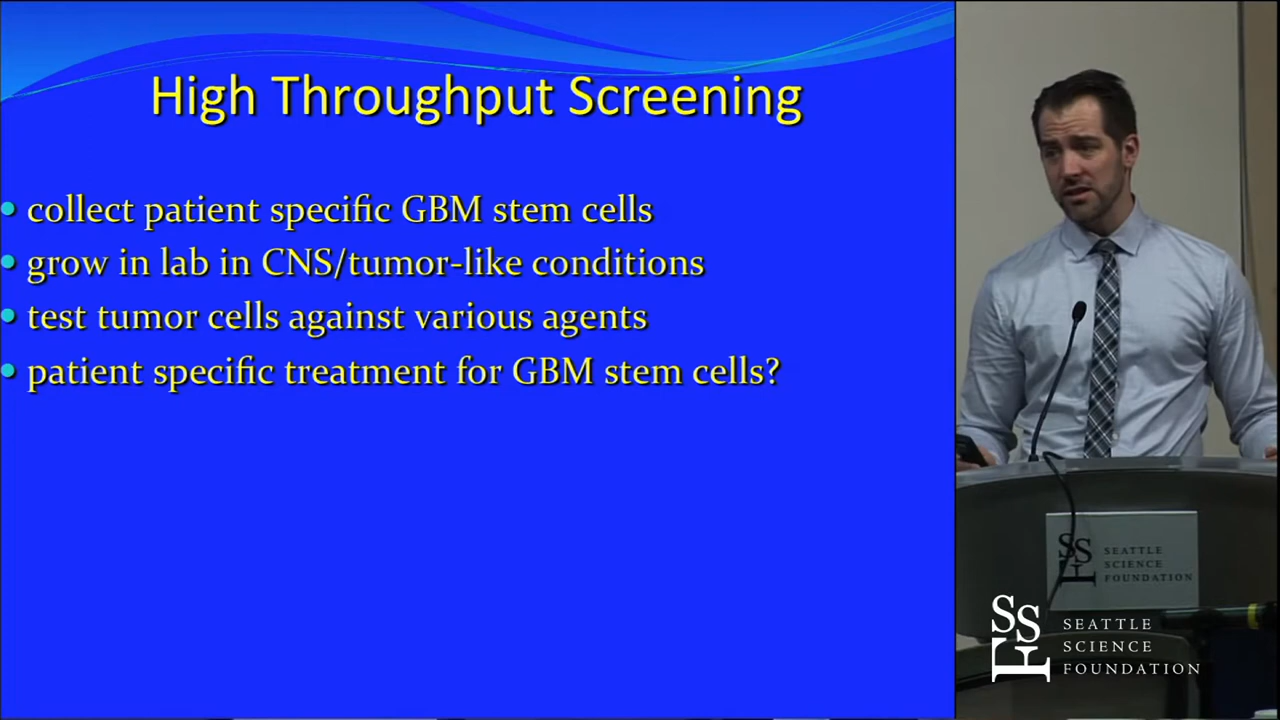 High Throughput Screening
collect patient specific GBM stem cells
grow in lab in CNS/tumor-like conditions
test tumor cells against various agents
patient specific treatment for GBM stem cells?
SSF
SEATTLE
SCIENCE
FOUNDATION
SSF
SEATTLE
SCIENCE
FOUNDATION